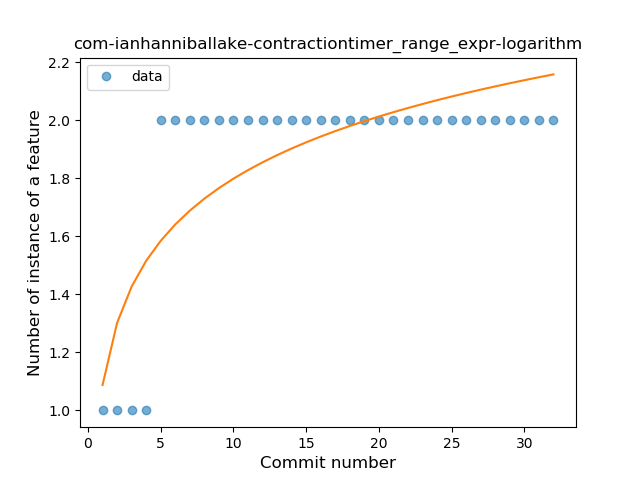 com-ianhanniballake-contractiontimer_range_expr-logarithm
data
Number of instance of a feature
2.2
2.0
1.8
1.6
1.4
1.2
1.0
0 5 10 15 20 25 30
Commit number